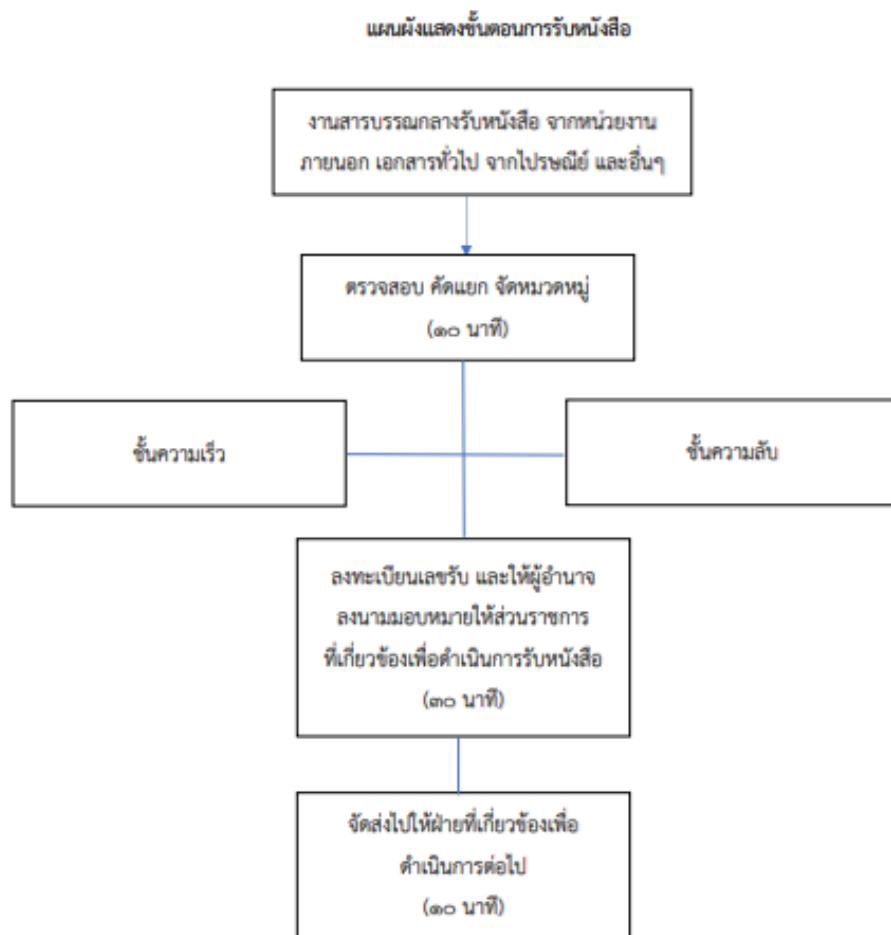 แผนผังแสดงขั้นตอนการรับหนังสือ
งานสารบรรณกลางรับหนังสือ จากหน่วยงาน
ภายนอก เอกสารทั่วไป จากไปรษณีย์ และอื่นๆ
ตรวจสอบ คัดแยก จัดหมวดหมู่
(๑๐ นาที)
ชั้นความเร็ว
ชั้นความลับ
ลงทะเบียนเลขรับ และให้ผู้อำนาจ
ลงนามมอบหมายให้ส่วนราชการ
ที่เกี่ยวข้องเพื่อดำเนินการรับหนังสือ
(๓๐ นาที)
จัดส่งไปให้ฝ่ายที่เกี่ยวข้องเพื่อ
ดำเนินการต่อไป
(๑๐ นาที)